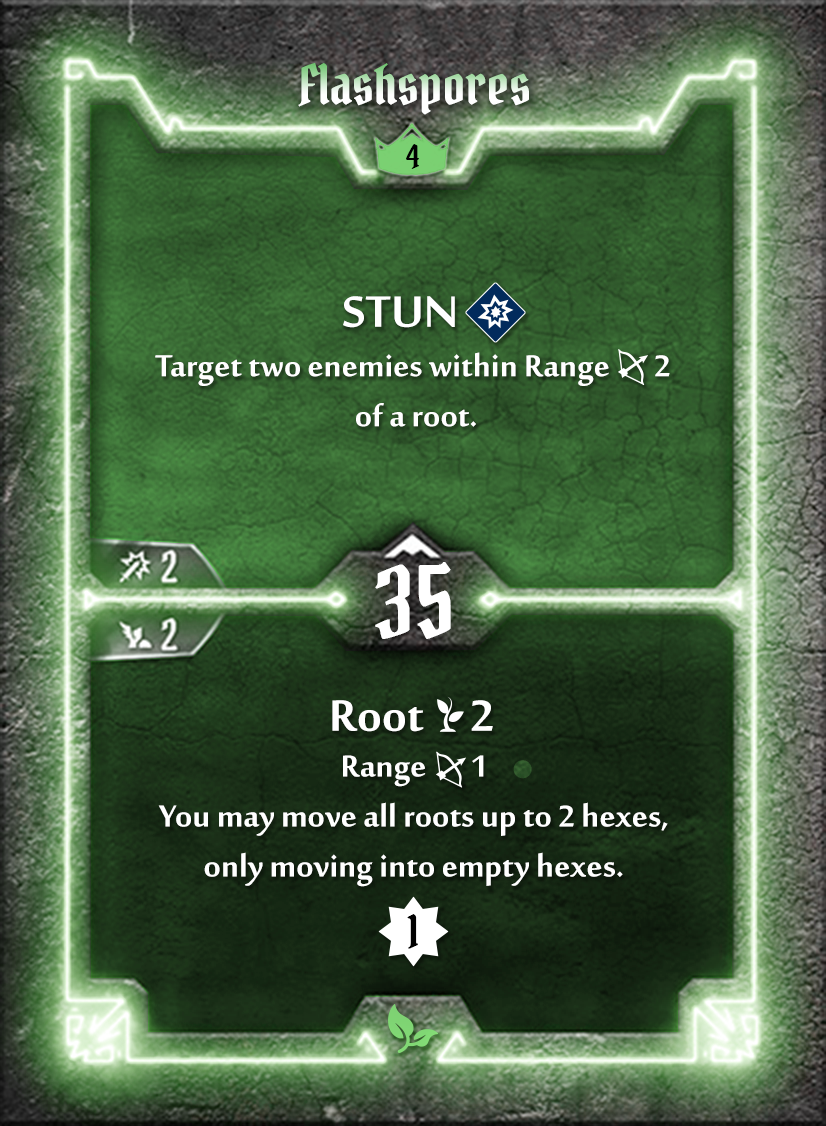 Flashspores
4
STUN
Target two enemies within Range 2
of a root.
2
35
2
Root 2
Range 1
You may move all roots up to 2 hexes,
only moving into empty hexes.
1